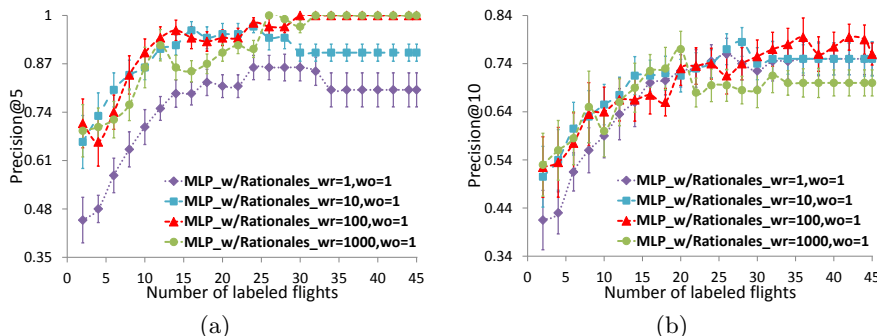 Precision@5
1
0.87
0.74
0.61
0.48
0.35
MLP_w/Rationales_wr=1,wo=1
MLP_w/Rationales_wr=10,wo=1
MLP_w/Rationales_wr=100,wo=1
MLP_w/Rationales_wr=1000,wo=1
0 5 10 15 20 25 30 35 40 45
Number of labeled flights
(a)
Precision@10
0.84
0.74
0.64
0.54
0.44
0.34
MLP_w/Rationales_wr=1,wo=1
MLP_w/Rationales_wr=10,wo=1
MLP_w/Rationales_wr=100,wo=1
MLP_w/Rationales_wr=1000,wo=1
0 5 10 15 20 25 30 35 40 45
Number of labeled flights
(b)